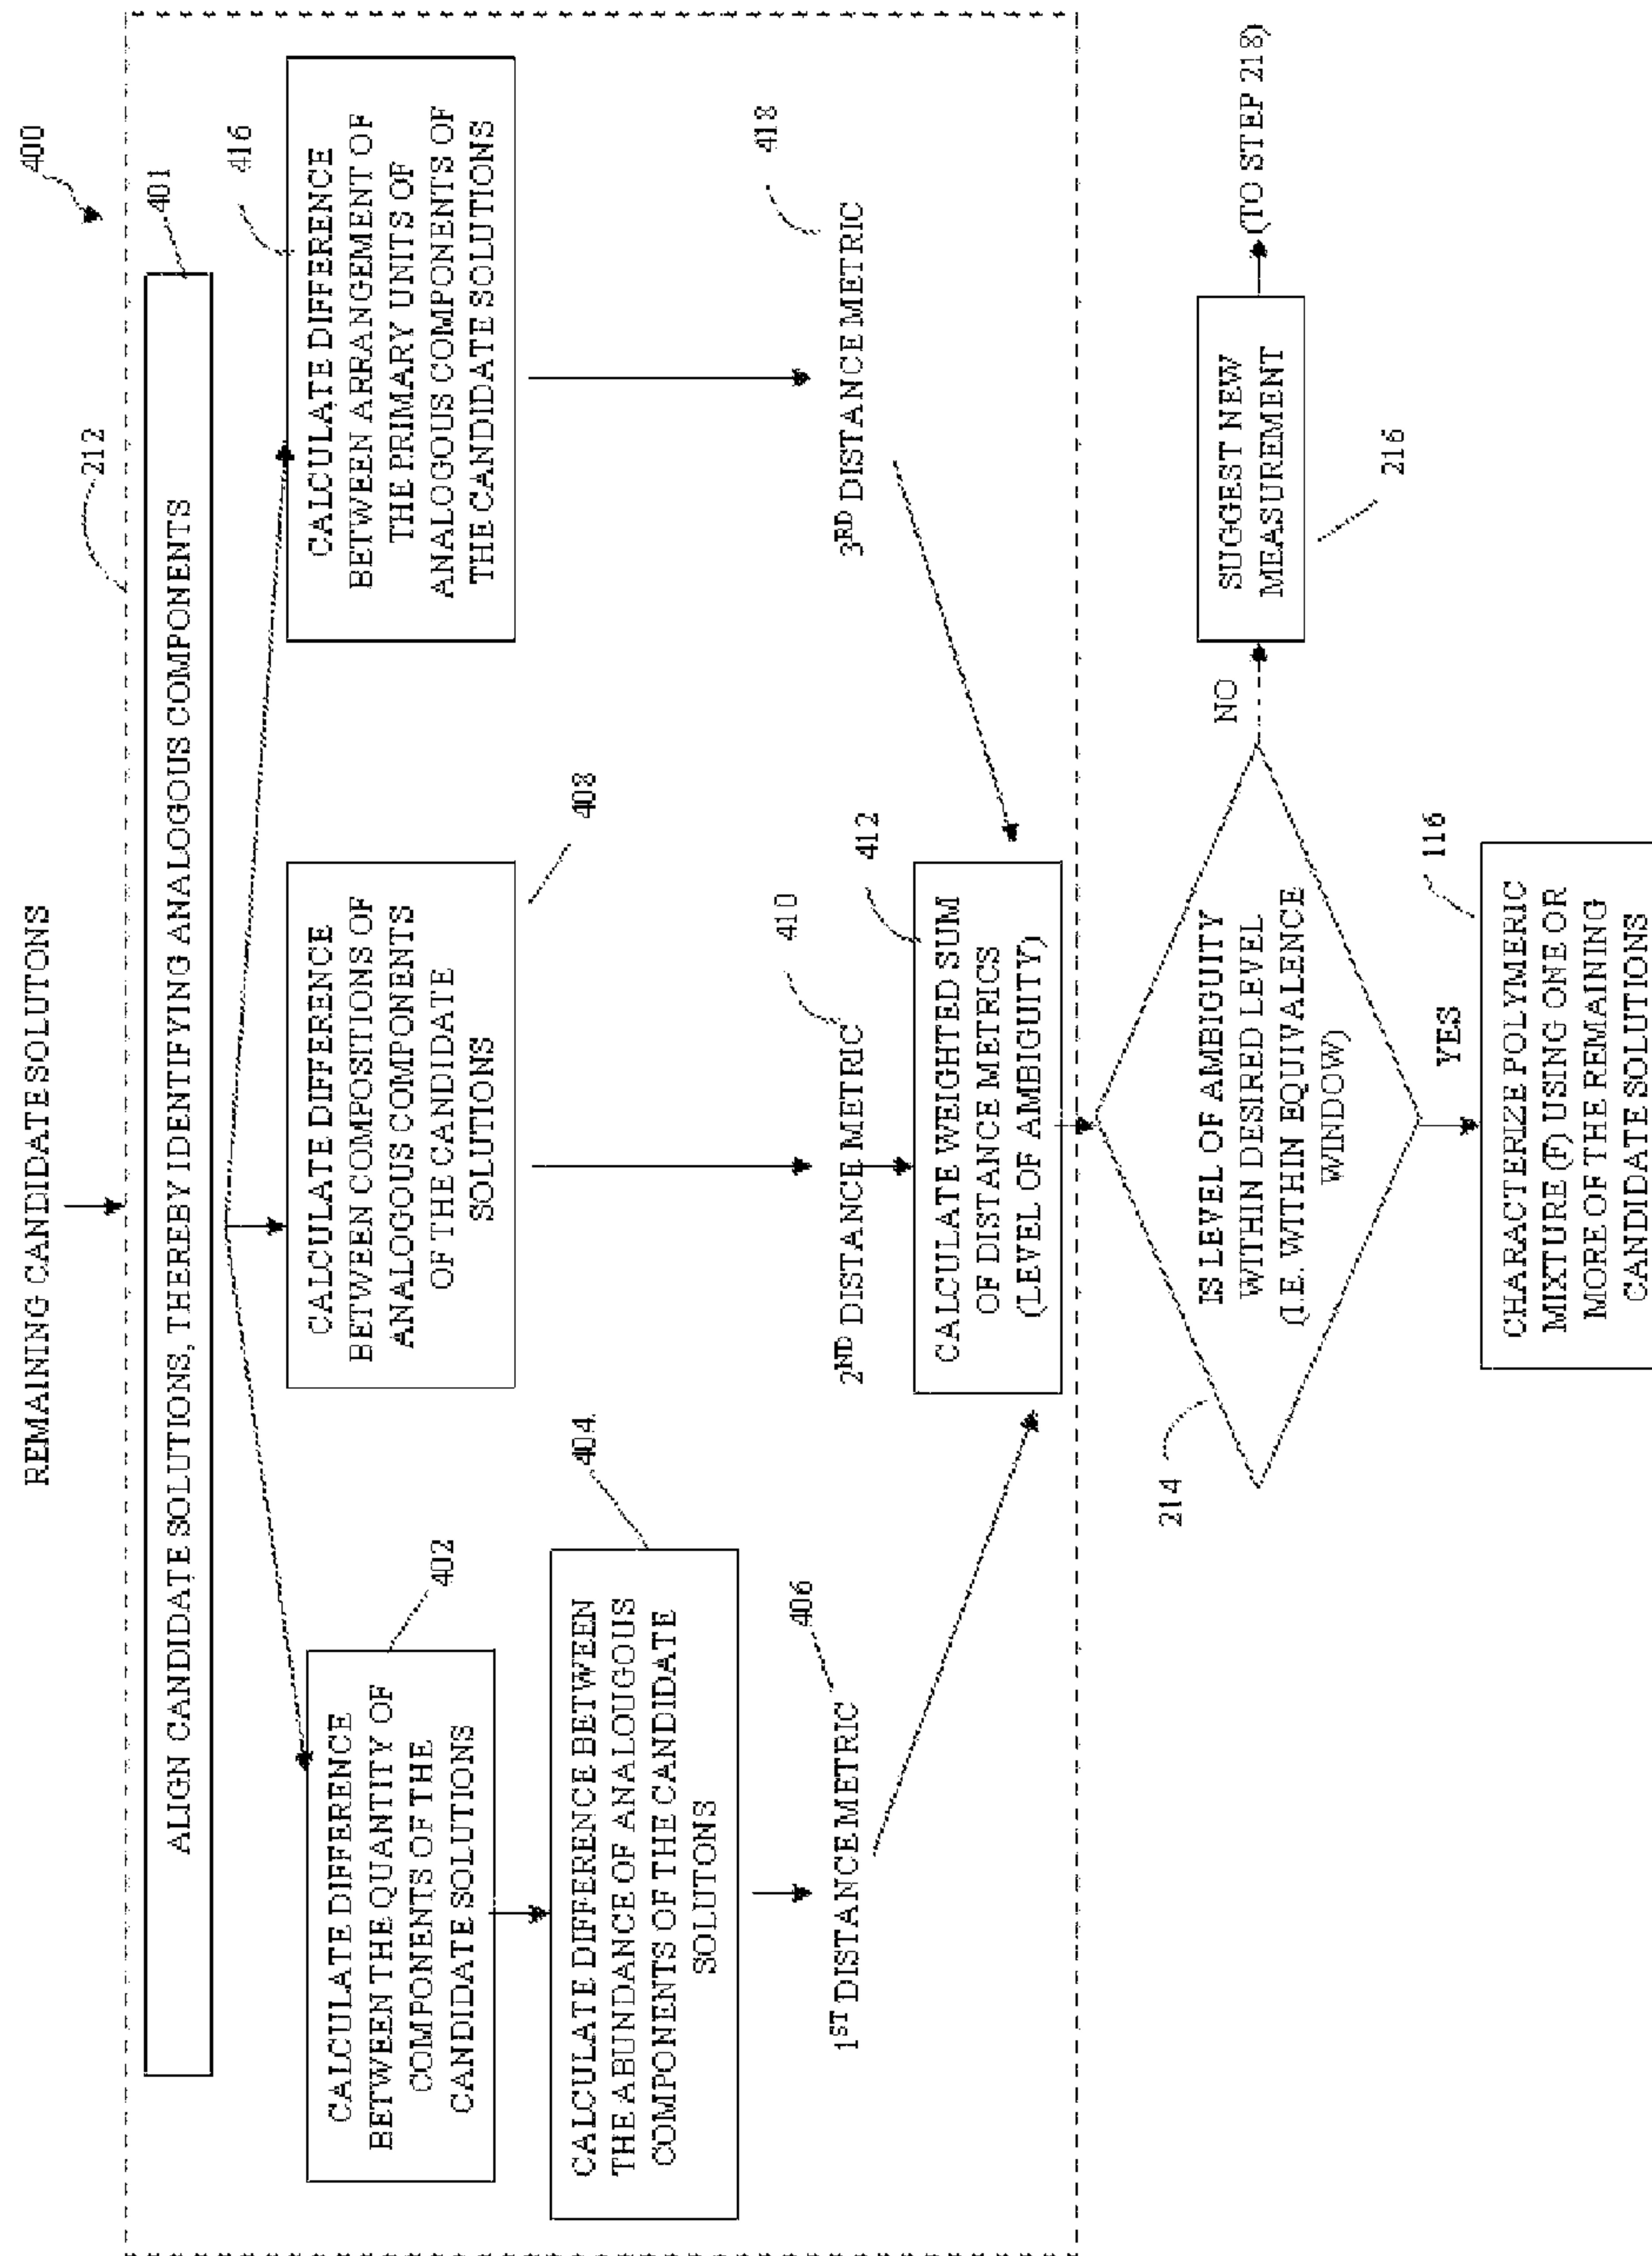 400
REMAINING CANDIDATE SOLUTONS
212
401
ALIGN CANDIDATE SOLUTIONS, THEREBY IDENTIFYING ANALOGOUS COMPONENTS
402
CALCULATE DIFFERENCE
BETWEEN THE QUANTITY OF
COMPONENTS OF THE
CANDIDATE SOLUTIONS
404
CALCULATE DIFFERENCE BETWEEN
THE ABUNDANCE OF ANALOUGOUS
COMPONENTS OF THE CANDIDATE
SOLUTONS
406
1ST DISTANCE METRIC
CALCULATE DIFFERENCE
BETWEEN COMPOSITIONS OF
ANALOGOUS COMPONENTS
OF THE CANDIDATE
SOLUTIONS
408
410
2ND DISTANCE METRIC
416
CALCULATE DIFFERENCE
BETWEEN ARRANGEMENT OF
THE PRIMARY UNITS OF
ANALOGOUS COMPONENTS OF
THE CANDIDATE SOLUTIONS
418
3RD DISTANCE METRIC
412
CALCULATE WEIGHTED SUM
OF DISTANCE METRICS
(LEVEL OF AMBIGUITY)
214
IS LEVEL OF AMBIGUITY
WITHIN DESIRED LEVEL
(I.E. WITHIN EQUIVALENCE
WINDOW)
NO
SUGGEST NEW
MEASUREMENT
216
(TO STEP 218)
YES
116
CHARACTERIZE POLYMERIC
MIXTURE (F) USING ONE OR
MORE OF THE REMAINING
CANDIDATE SOLUTIONS